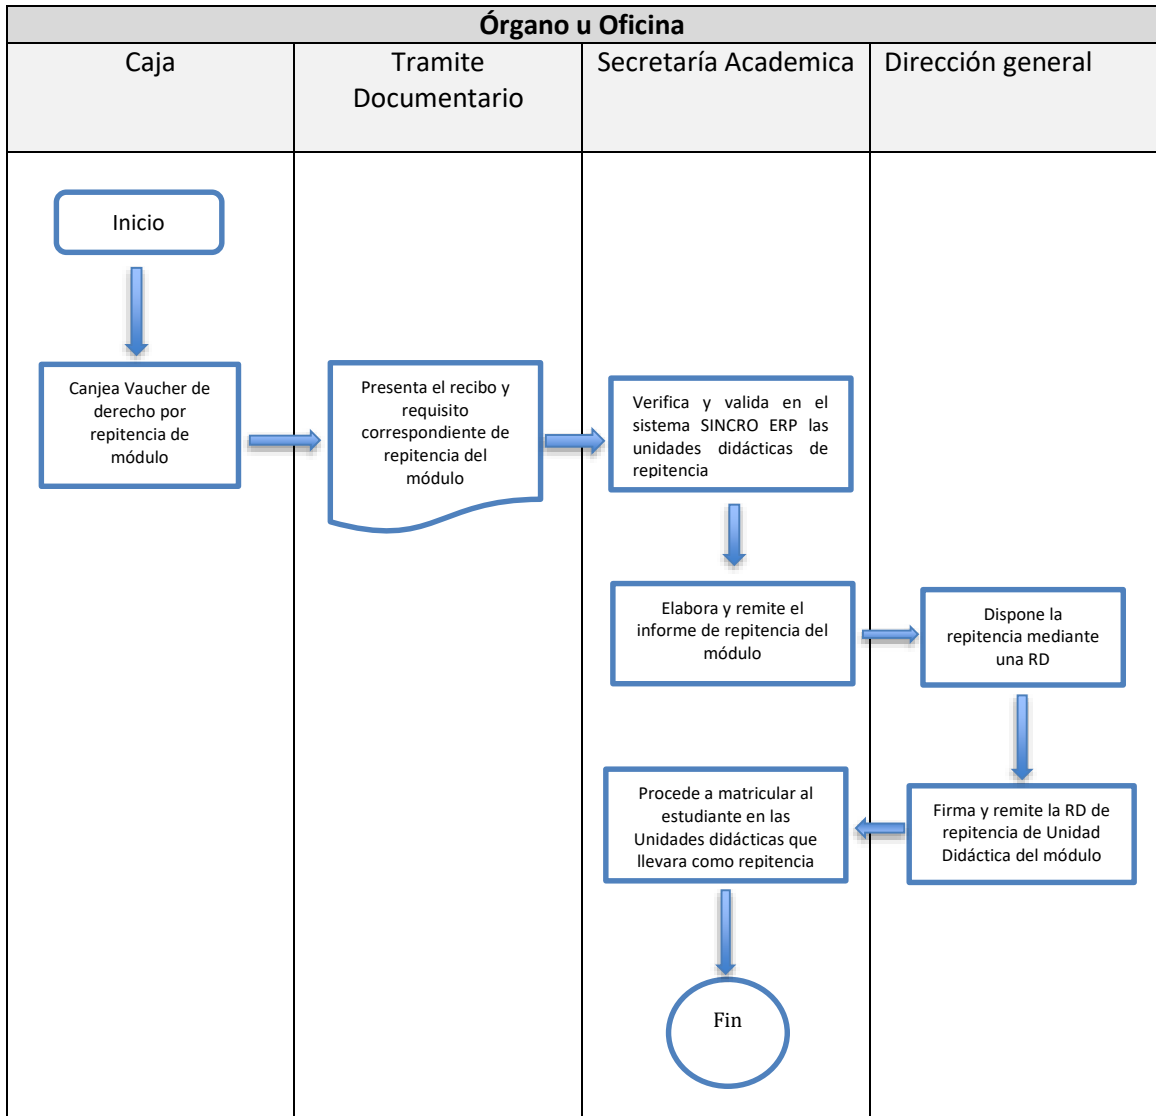 Órgano u Oficina
Caja
Tramite
Documentario
Secretaría Academica
Dirección general
Inicio
Canjea Vaucher de
derecho por
repitencia de
módulo
Presenta el recibo y
requisito
correspondiente de
repitencia del
módulo
Verifica y valida en el
sistema SINCRO ERP las
unidades didácticas de
repitencia
Elabora y remite el
informe de repitencia del
módulo
Dispone la
repitencia mediante
una RD
Firma y remite la RD de
repitencia de Unidad
Didáctica del módulo
Procede a matricular al
estudiante en las
Unidades didácticas que
llevara como repitencia
Fin